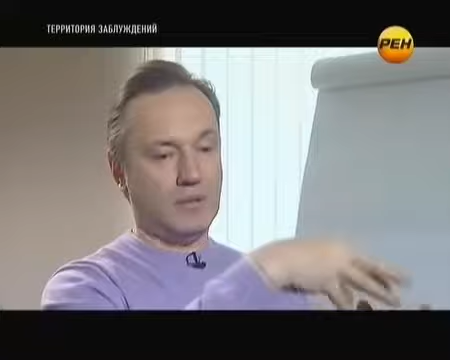 ТЕРРИТОРИЯ ЗАБЛУЖДЕНИЙ
РЕН